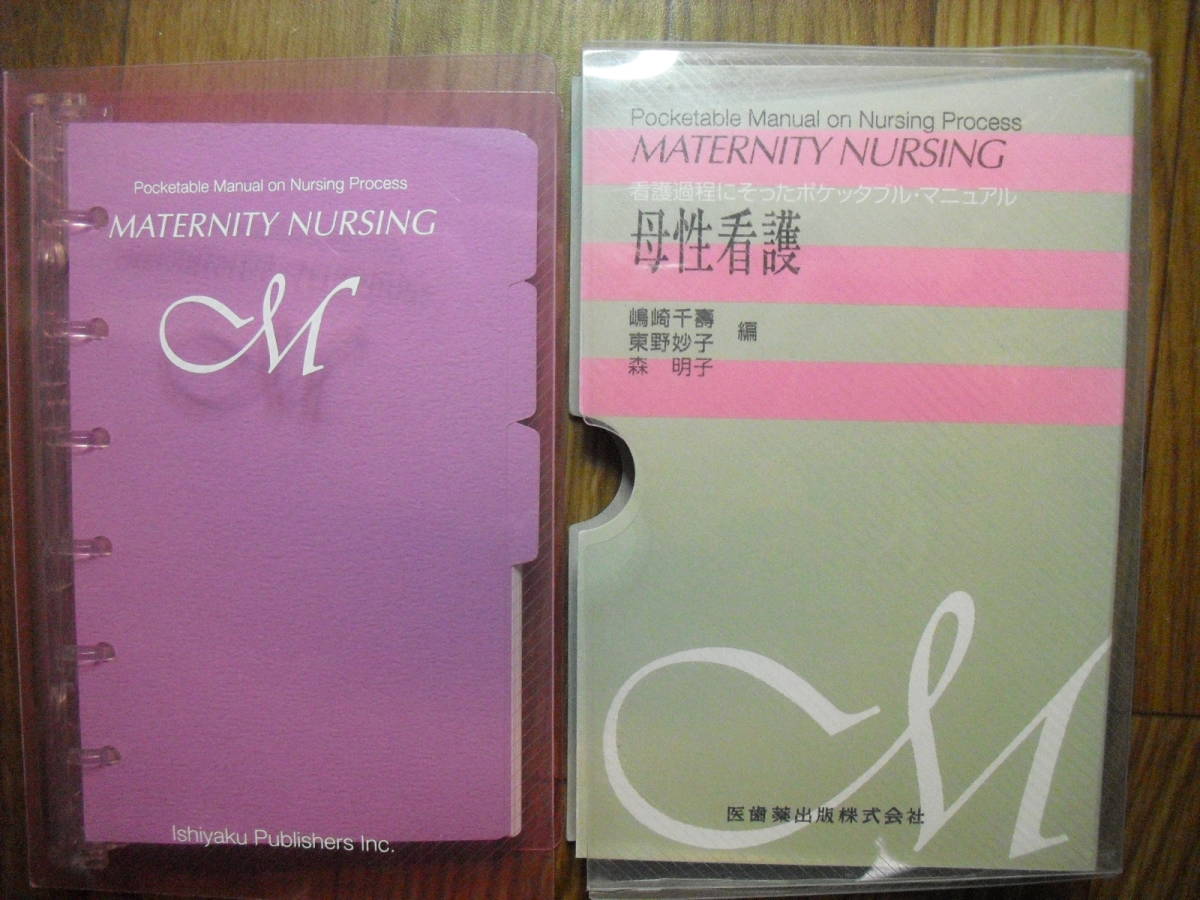 Pocketable Manual on Nursing Process
MATERNITY NURSING
M
Ishiyaku Publishers Inc.
Pocketable Manual on Nursing Process
MATERNITY NURSING
看護過程にそったポケッタブル・マニュアル
母性看護
嶋崎千壽
東野妙子 編
森 明子
M
医歯薬出版株式会社